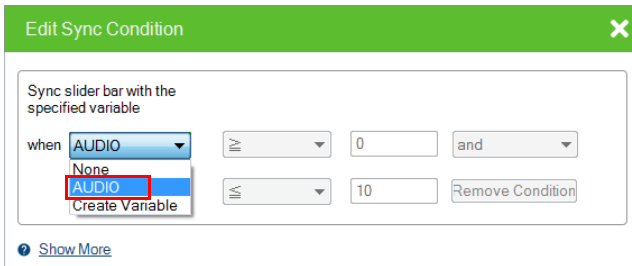 Edit Sync Condition
Sync slider bar with the
specified variable
when AUDIO ≧ 0 and
None
AUDIO ≦ 10 Remove Condition
Create Variable
Show More